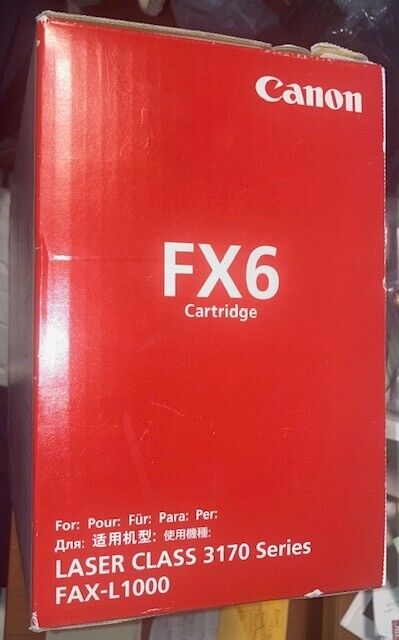 Canon
FX6
Cartridge
For: Pour: Für: Para: Per:
Для: 适用机型: 使用機種:
LASER CLASS 3170 Series
FAX-L1000